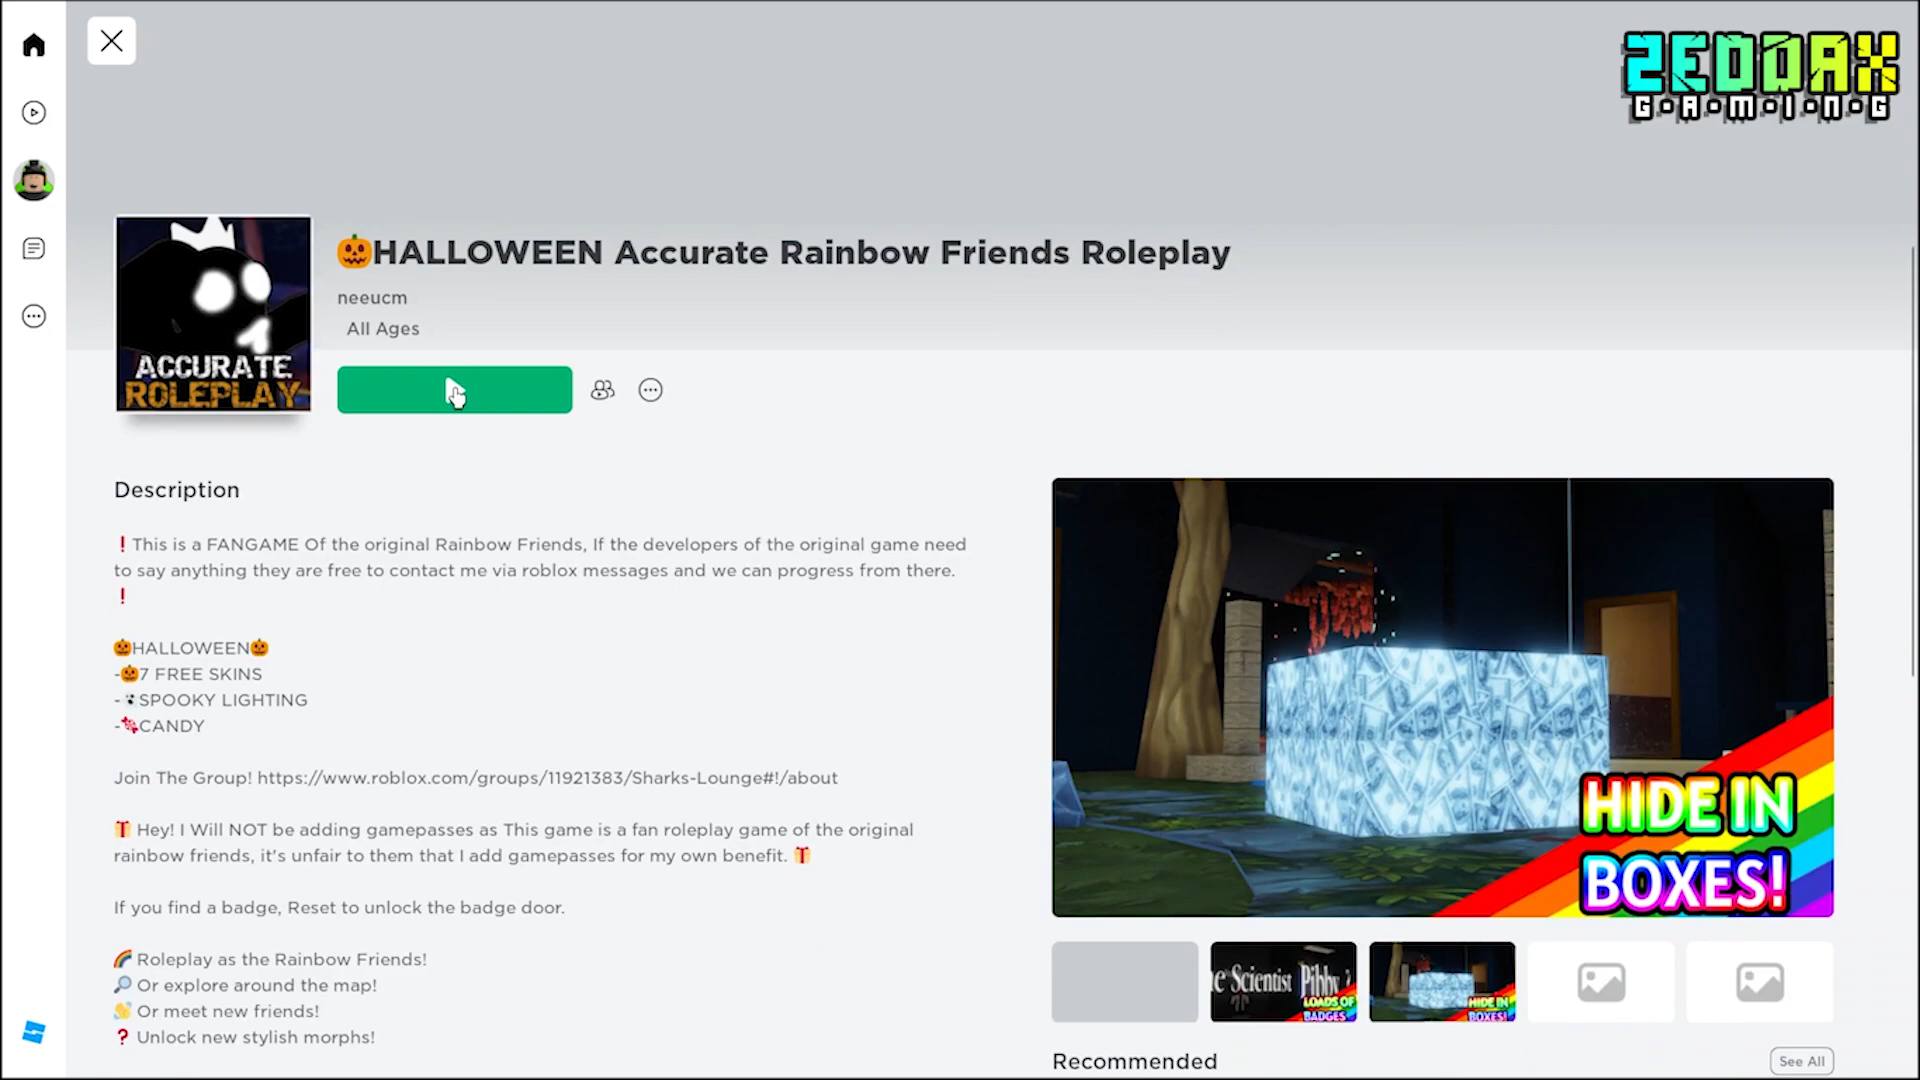 ZEDDAX
G·A·M·I·N·G
🎃HALLOWEEN Accurate Rainbow Friends Roleplay
neeucm
All Ages
ACCURATE
ROLEPLAY
Description
❗This is a FANGAME Of the original Rainbow Friends, If the developers of the original game need
to say anything they are free to contact me via roblox messages and we can progress from there.
❗
🎃HALLOWEEN🎃
-🎃7 FREE SKINS
-👻SPOOKY LIGHTING
-🍬CANDY
Join The Group! https://www.roblox.com/groups/11921383/Sharks-Lounge#!/about
🎁 Hey! I Will NOT be adding gamepasses as This game is a fan roleplay game of the original
rainbow friends, it's unfair to them that I add gamepasses for my own benefit. 🎁
If you find a badge, Reset to unlock the badge door.
🌈 Roleplay as the Rainbow Friends!
🔎 Or explore around the map!
👋 Or meet new friends!
❓ Unlock new stylish morphs!
HIDE IN
BOXES!
Scientist Pibby
LOADS OF
BADGES
HIDE IN
BOXES!
Recommended
See All